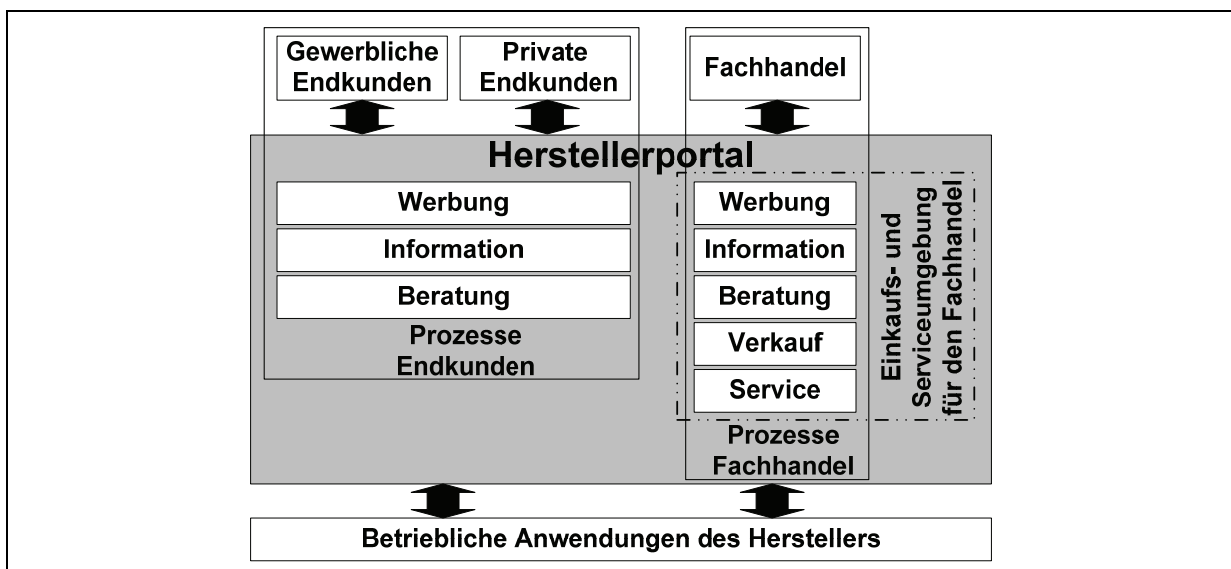 Gewerbliche
Endkunden
Private
Endkunden
Fachhandel
Herstellerportal
Werbung
Information
Beratung
Prozesse
Endkunden
Werbung
Information
Beratung
Verkauf
Service
Prozesse
Fachhandel
Einkaufs- und
Serviceumgebung
für den Fachhandel
Betriebliche Anwendungen des Herstellers